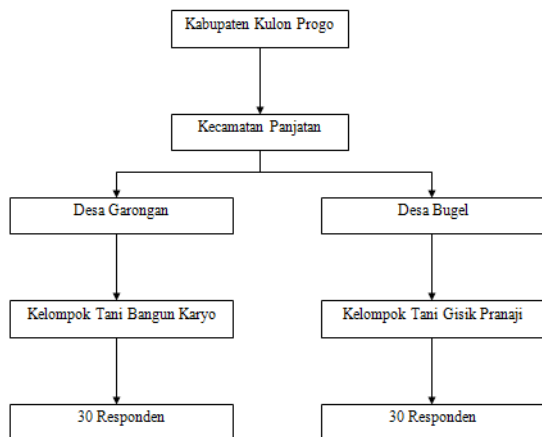 Kabupaten Kulon Progo
Kecamatan Panjatan
Desa Garongan
Desa Bugel
Kelompok Tani Bangun Karyo
Kelompok Tani Gisik Pranaji
30 Responden
30 Responden